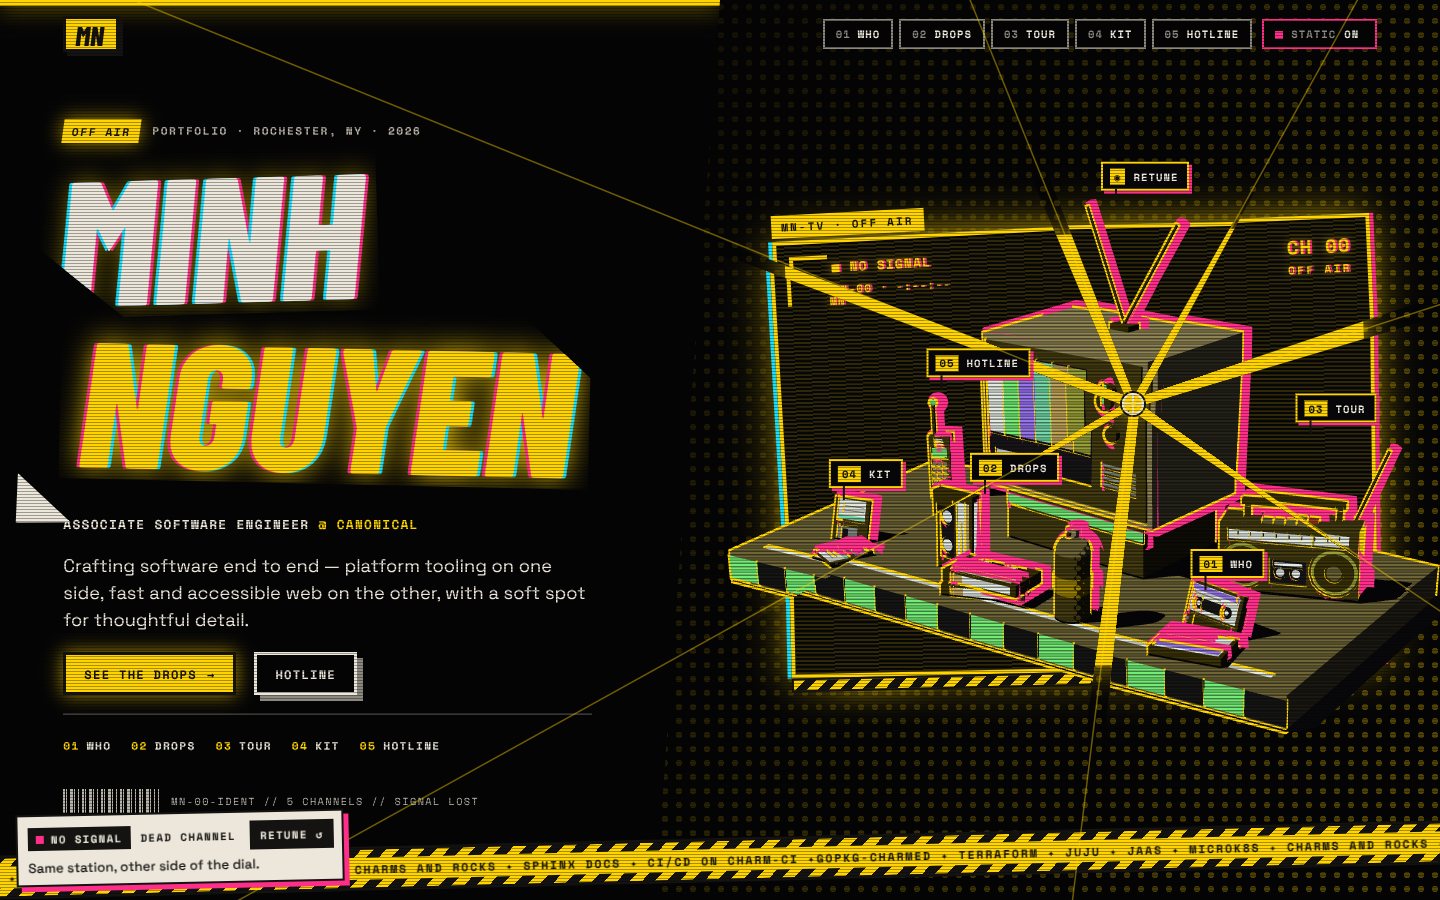 MN
01 WHO
02 DROPS
03 TOUR
04 KIT
05 HOTLINE
STATIC ON
OFF AIR
PORTFOLIO · ROCHESTER, NY · 2026
MINH
NGUYEN
ASSOCIATE SOFTWARE ENGINEER @ CANONICAL
Crafting software end to end — platform tooling on one
side, fast and accessible web on the other, with a soft spot
for thoughtful detail.
SEE THE DROPS →
HOTLINE
01 WHO 02 DROPS 03 TOUR 04 KIT 05 HOTLINE
MN-00-IDENT // 5 CHANNELS // SIGNAL LOST
RETUNE
MN-TV · OFF AIR
NO SIGNAL
CH 00
OFF AIR
05 HOTLINE
03 TOUR
04 KIT
02 DROPS
01 WHO
NO SIGNAL
DEAD CHANNEL
RETUNE ↺
Same station, other side of the dial.
CHARMS AND ROCKS ✦ SPHINX DOCS ✦ CI/CD ON CHARM-CI ✦ GOPKG-CHARMED ✦ TERRAFORM ✦ JUJU ✦ JAAS ✦ MICROK8S ✦ CHARMS AND ROCKS